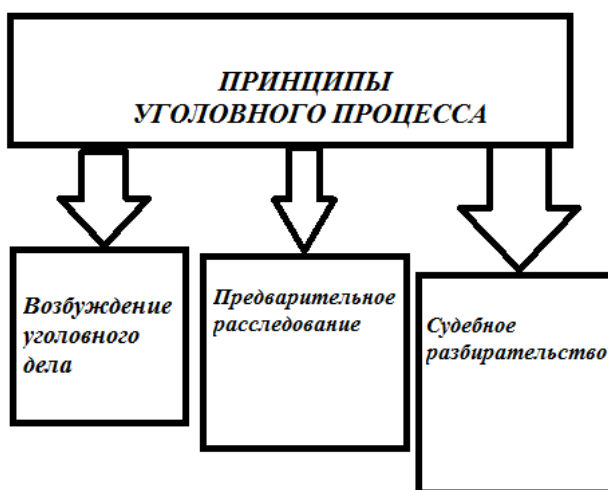 ПРИНЦИПЫ
УГОЛОВНОГО ПРОЦЕССА
Возбуждение
уголовного
дела
Предварительное
расследование
Судебное
разбирательство